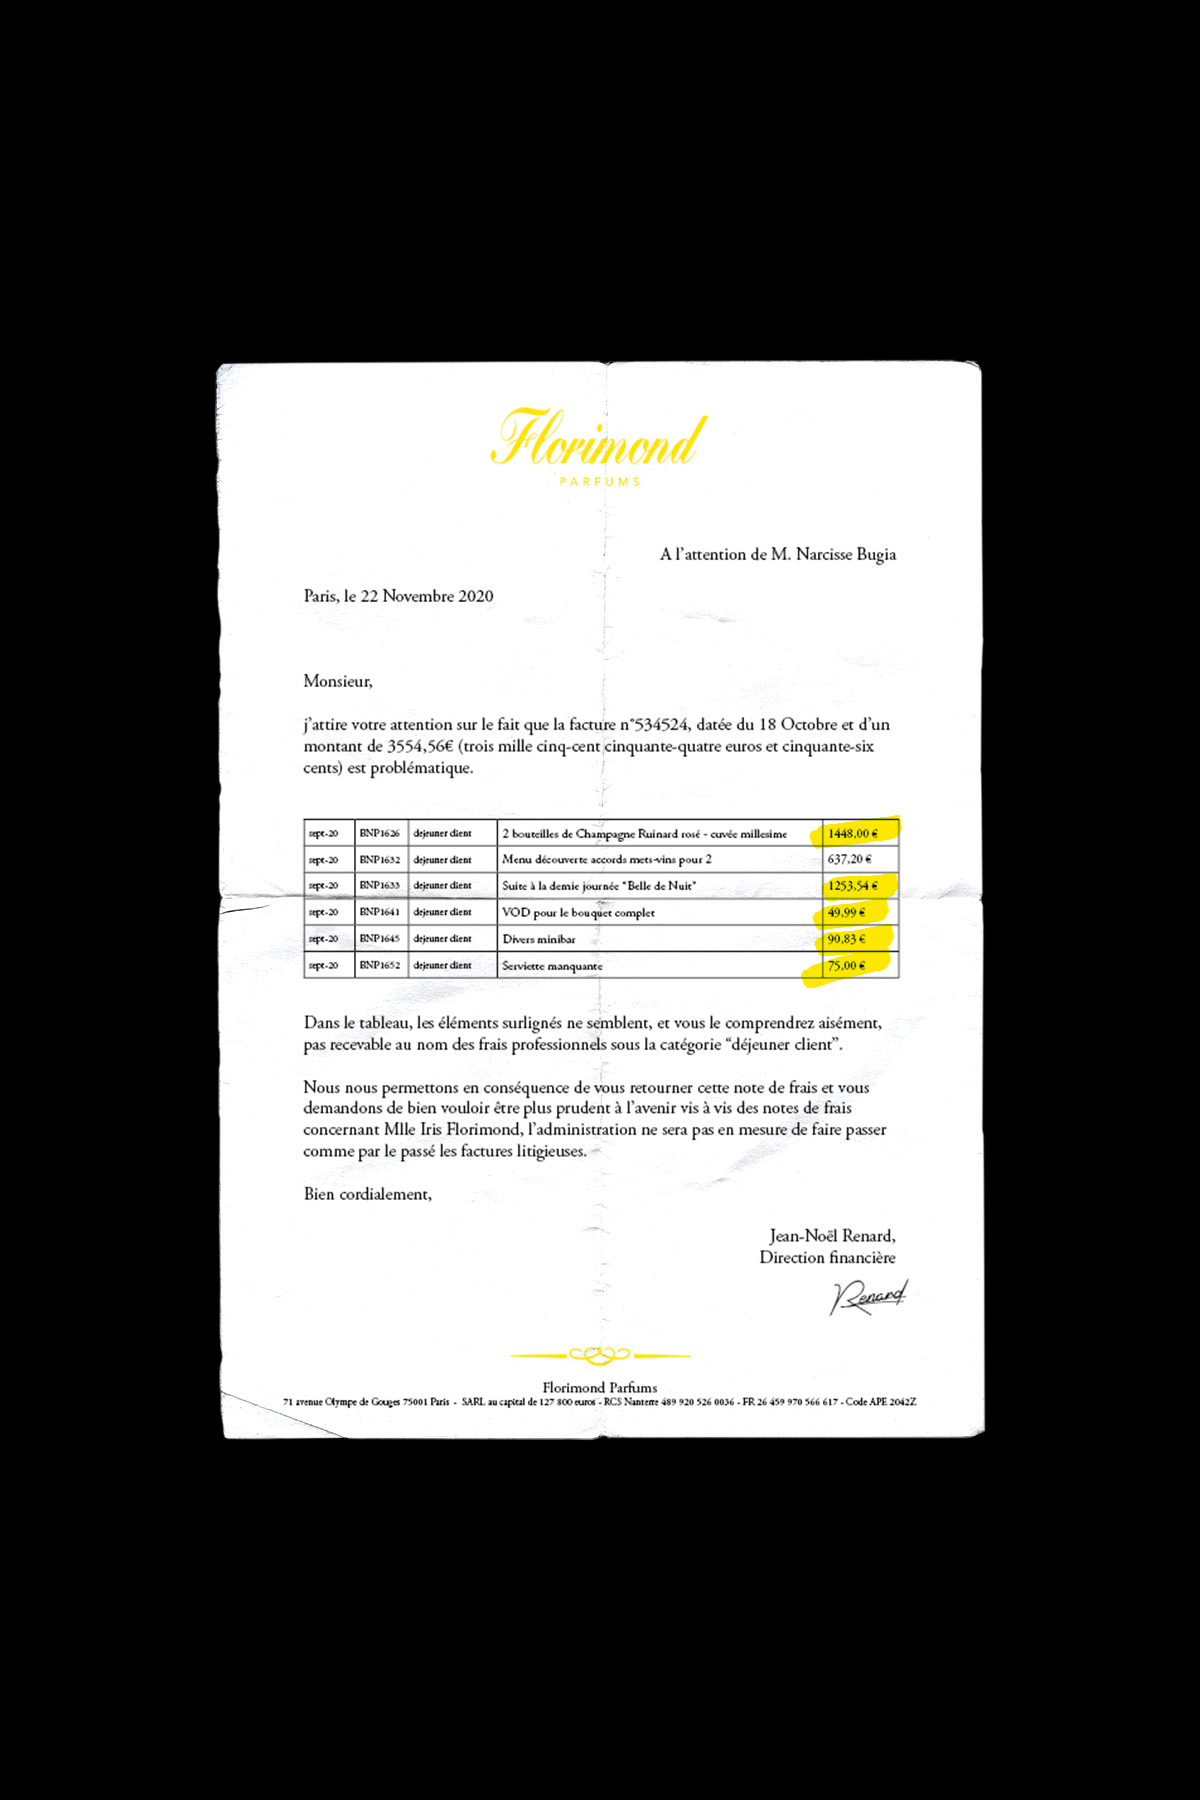 Florimond
PARFUMS
A l'attention de M. Narcisse Bugia
Paris, le 22 Novembre 2020
Monsieur,
j'attire votre attention sur le fait que la facture n°534524, datée du 18 Octobre et d'un
montant de 3554,56€ (trois mille cinq-cent cinquante-quatre euros et cinquante-six
cents) est problématique.
sept-20 BNP1626 dejeuner client 2 bouteilles de Champagne Ruinard rosé - cuvée millesime 1448,00 €
sept-20 BNP1632 dejeuner client Menu découverte accords mets-vins pour 2 637,20 €
sept-20 BNP1633 dejeuner client Suite à la demie journée "Belle de Nuit" 1253,54 €
sept-20 BNP1641 dejeuner client VOD pour le bouquet complet 49,99 €
sept-20 BNP1645 dejeuner client Divers minibar 90,83 €
sept-20 BNP1652 dejeuner client Serviette manquante 75,00 €
Dans le tableau, les éléments surlignés ne semblent, et vous le comprendrez aisément,
pas recevable au nom des frais professionnels sous la catégorie "déjeuner client".
Nous nous permettons en conséquence de vous retourner cette note de frais et vous
demandons de bien vouloir être plus prudent à l'avenir vis à vis des notes de frais
concernant Mlle Iris Florimond, l'administration ne sera pas en mesure de faire passer
comme par le passé les factures litigieuses.
Bien cordialement,
Jean-Noël Renard,
Direction financière
Renard
Florimond Parfums
71 avenue Olympe de Gouges 75001 Paris - SARL au capital de 127 800 euros - RCS Nanterre 489 920 526 0036 - FR 26 459 970 566 617 - Code APE 2042Z